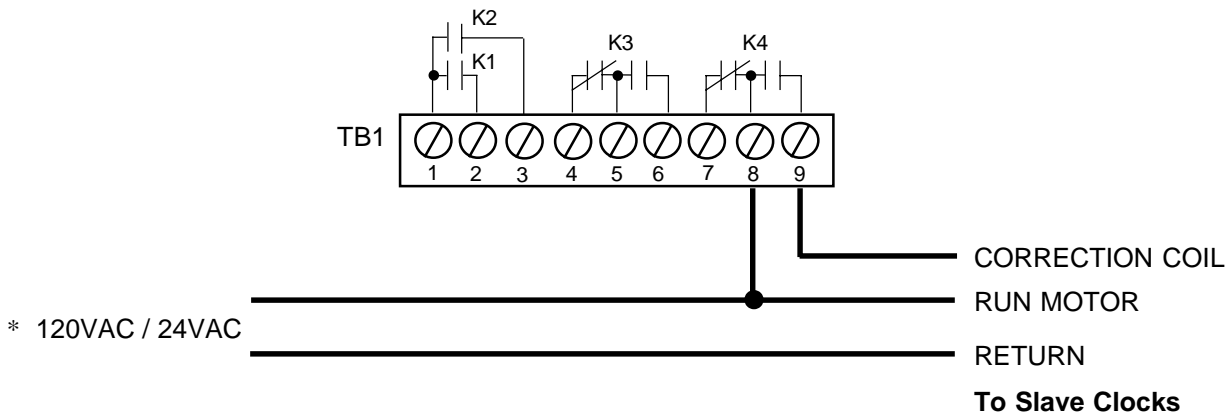 K2
K1
K3
K4
TB1
1 2 3 4 5 6 7 8 9
CORRECTION COIL
RUN MOTOR
* 120VAC / 24VAC
RETURN
To Slave Clocks